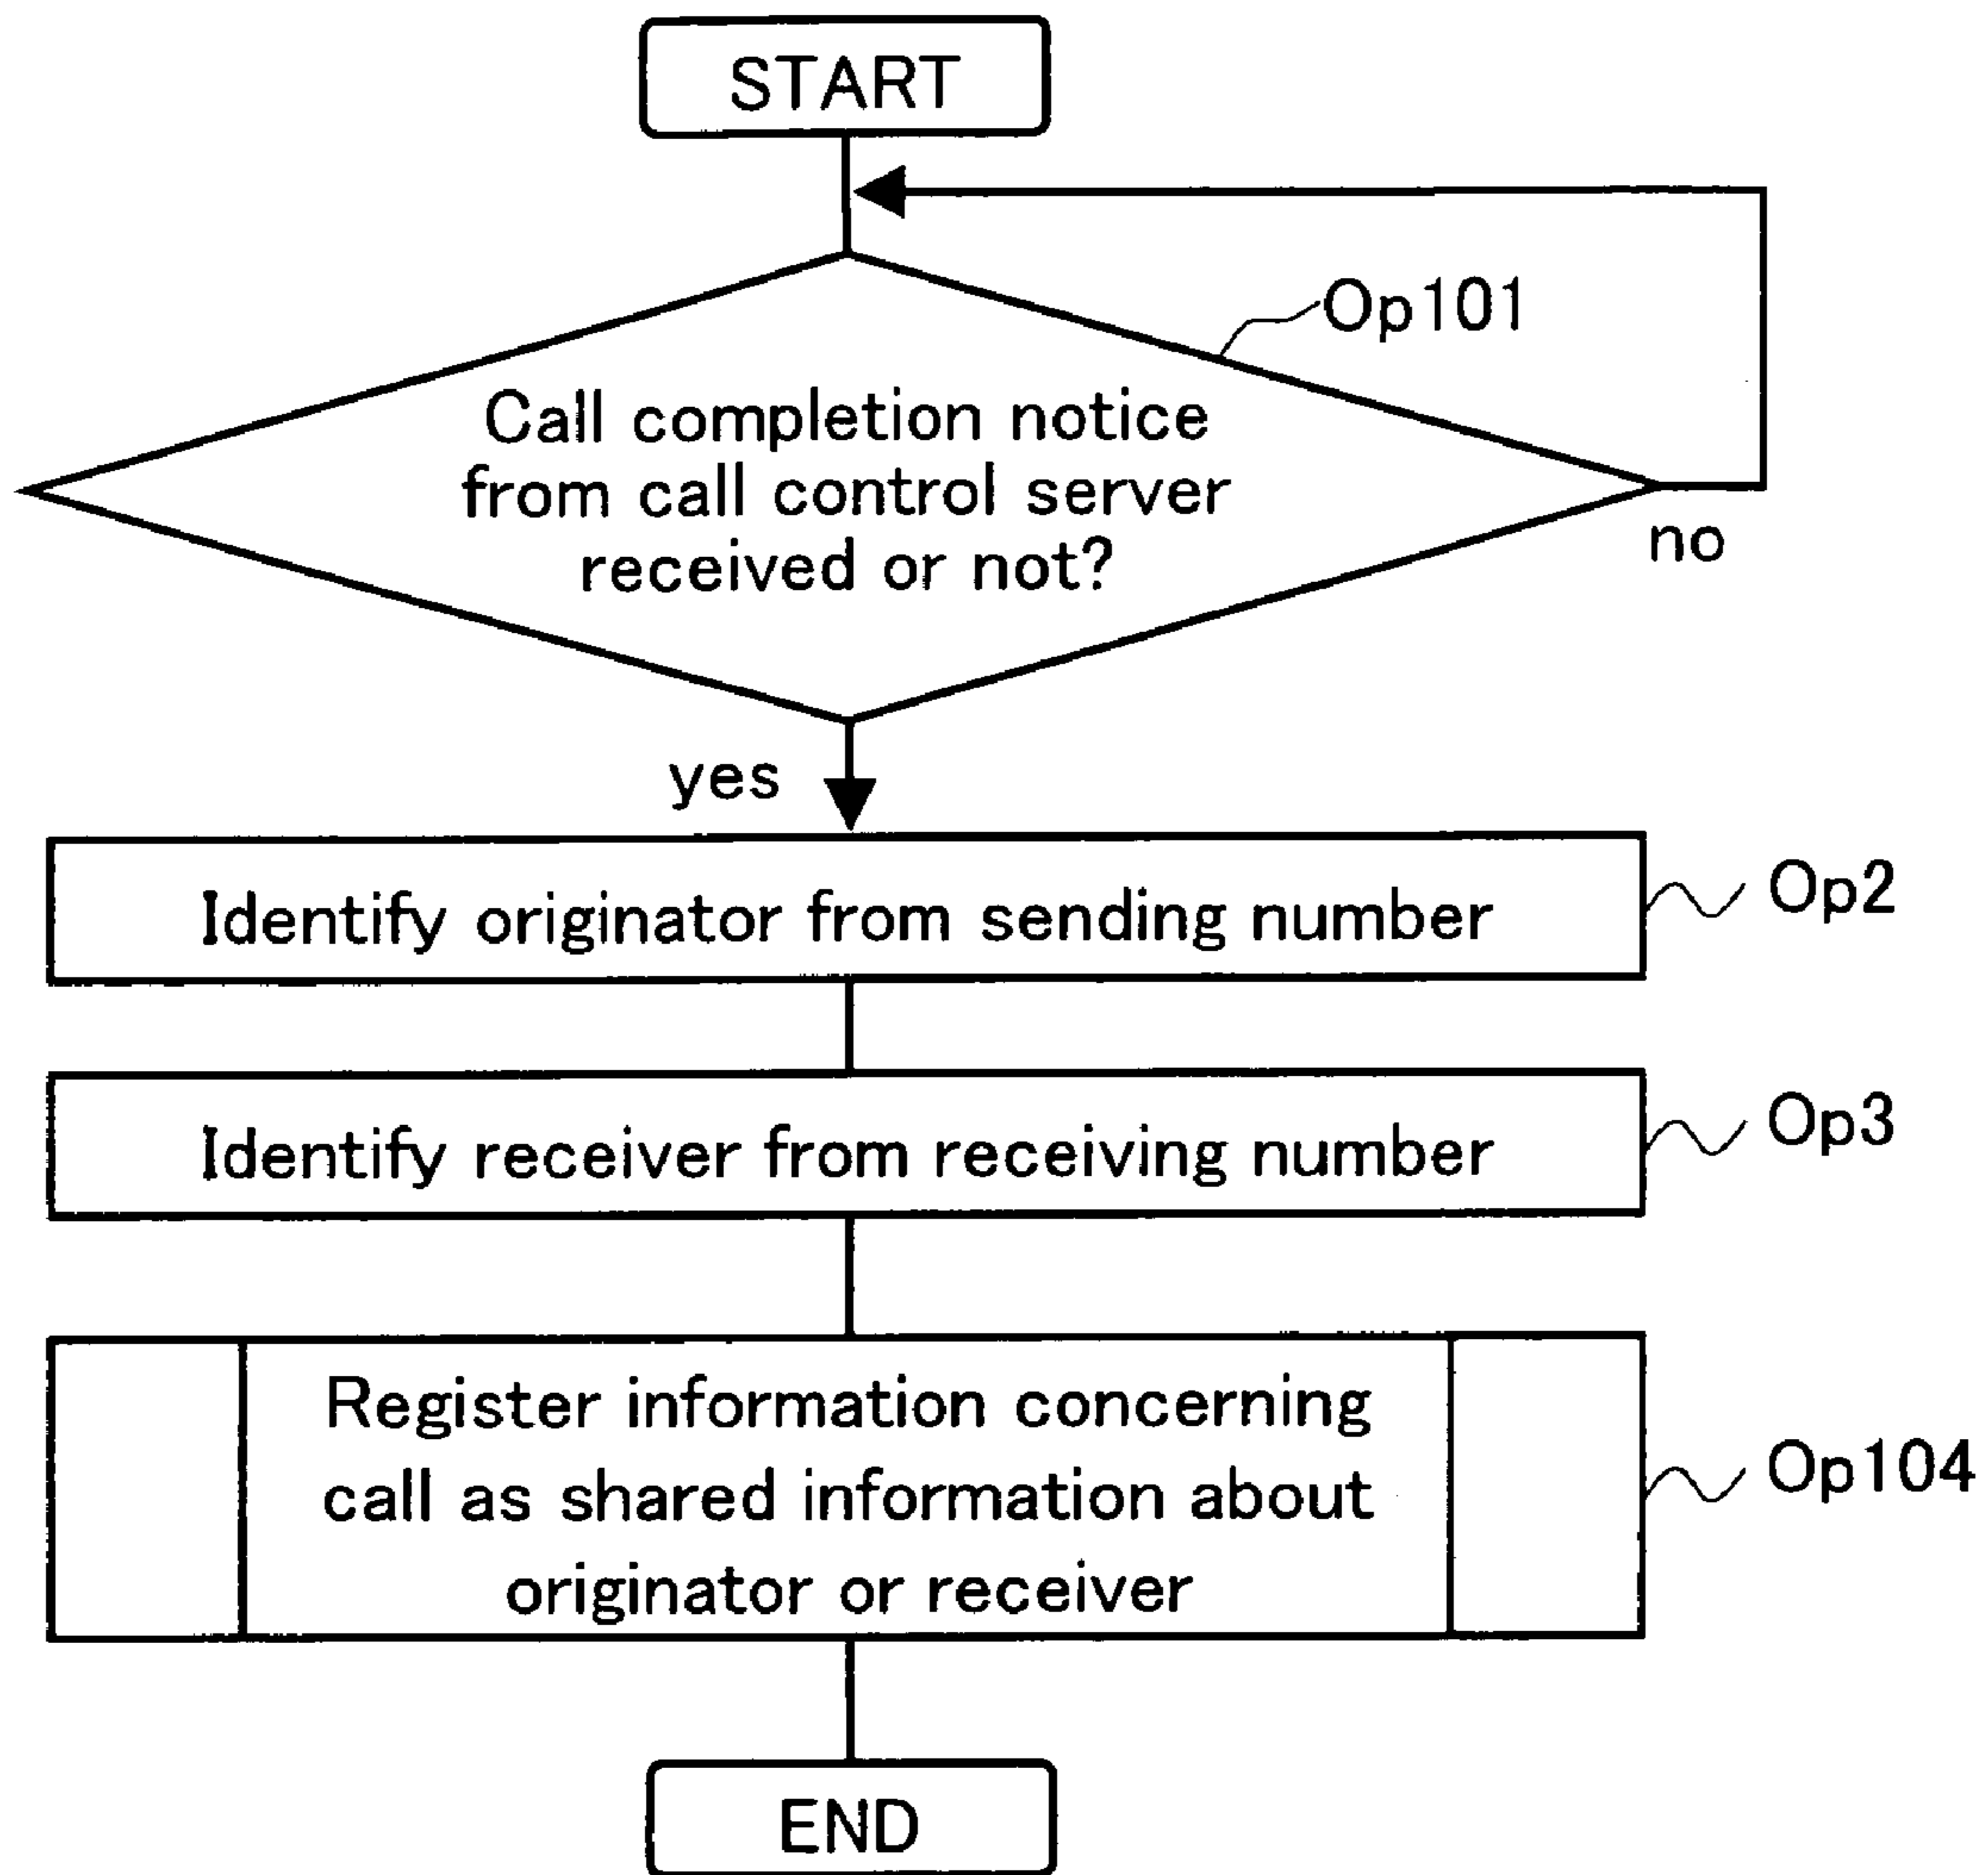 START
Op101
Call completion notice
from call control server
received or not?
no
yes
Identify originator from sending number
Op2
Identify receiver from receiving number
Op3
Register information concerning
call as shared information about
originator or receiver
Op104
END